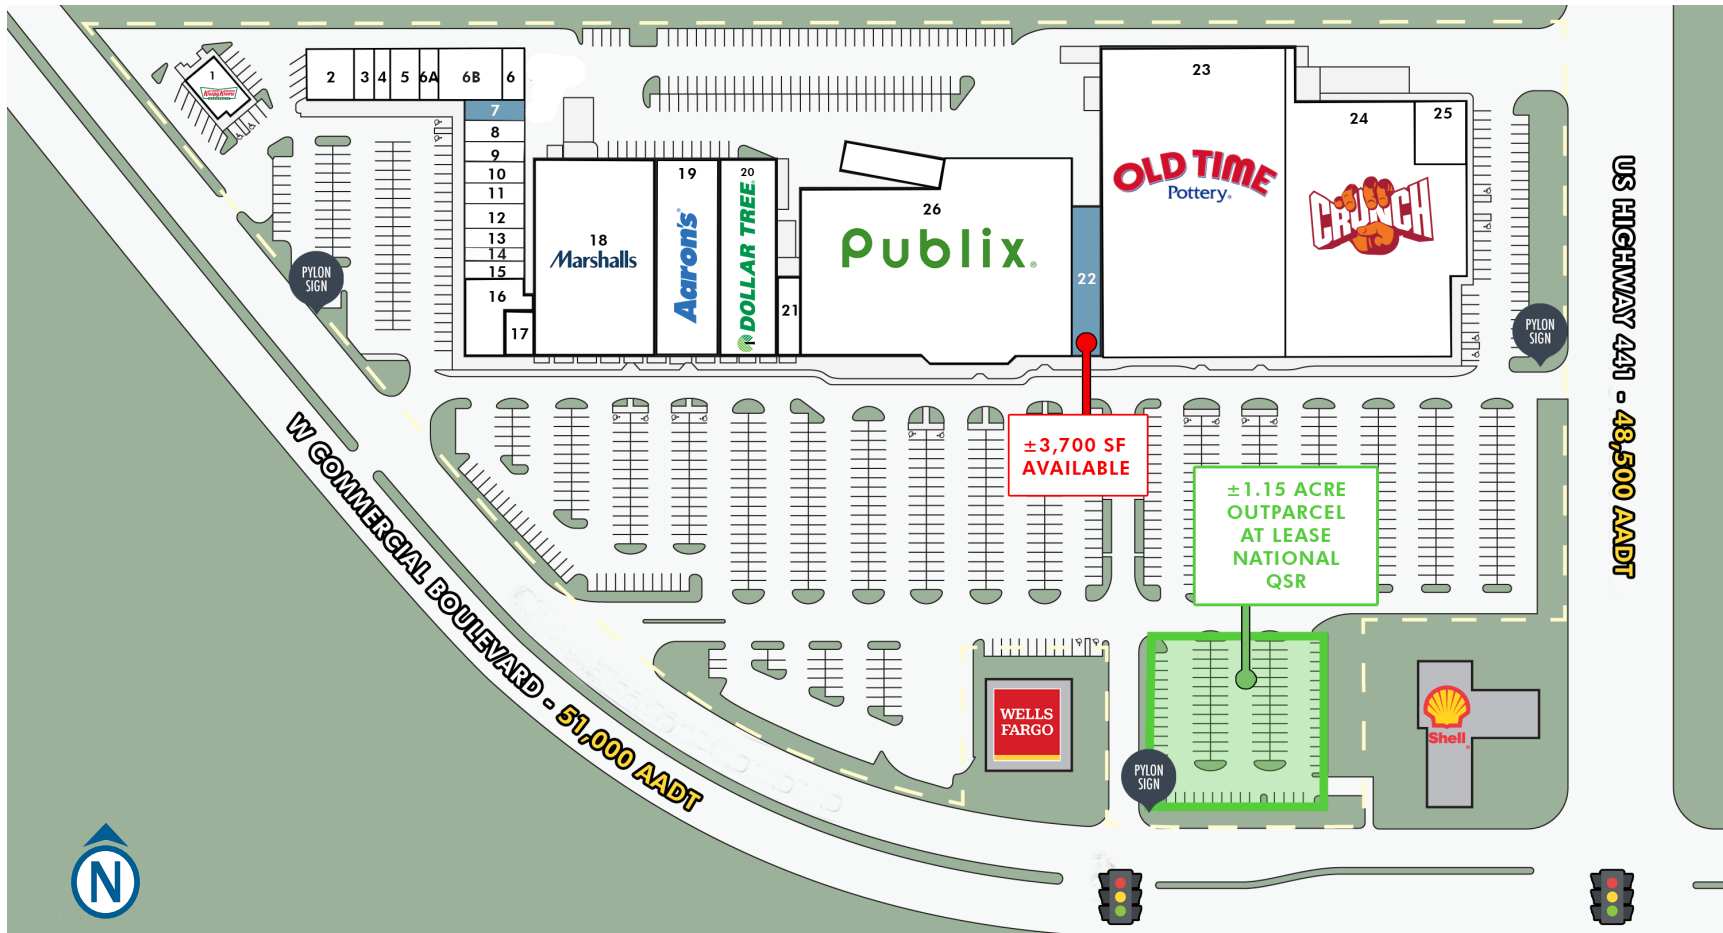 1
Krispy Kreme
2
3
4
5
6A
6B
6
7
8
9
10
11
12
13
14
15
16
17
18
Marshalls
19
Aaron's
20
DOLLAR TREE
21
26
Publix
22
23
OLD TIME
Pottery
24
25
CRUNCH
PYLON
SIGN
PYLON
SIGN
US HIGHWAY 441 - 48,500 AADT
W COMMERCIAL BOULEVARD - 51,000 AADT
±3,700 SF
AVAILABLE
±1.15 ACRE
OUTPARCEL
AT LEASE
NATIONAL
QSR
WELLS
FARGO
PYLON
SIGN
Shell
N